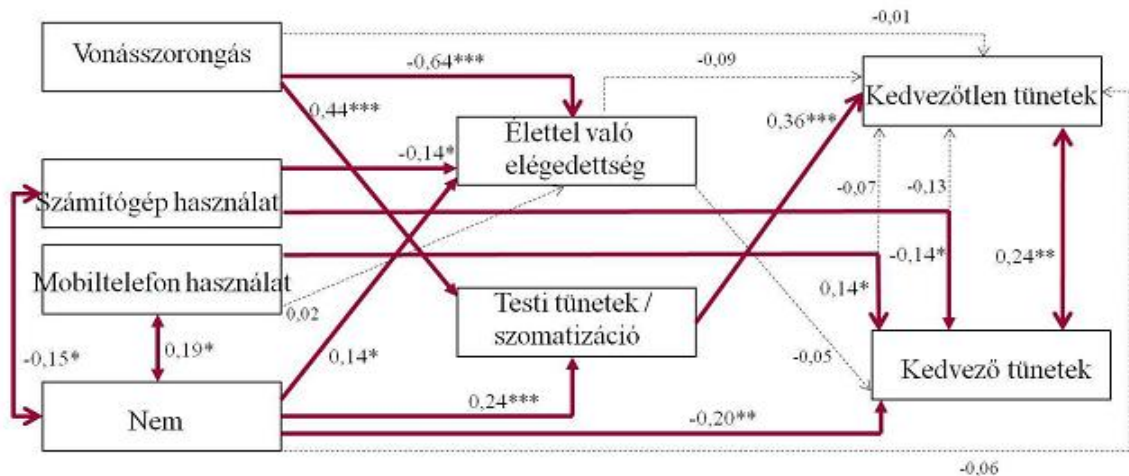 -0,01
Vonásszorongás
-0,64***
-0,09
Kedvezőtlen tünetek
0,44***
0,36***
Élettel való
elégedettség
-0,14*
-0,07
-0,13
Számítógép használat
Mobiltelefon használat
-0,14*
0,24**
0,02
Testi tünetek /
szomatizáció
0,14*
-0,15*
0,19*
0,14*
-0,05
Kedvező tünetek
Nem
0,24***
-0,20**
-0,06